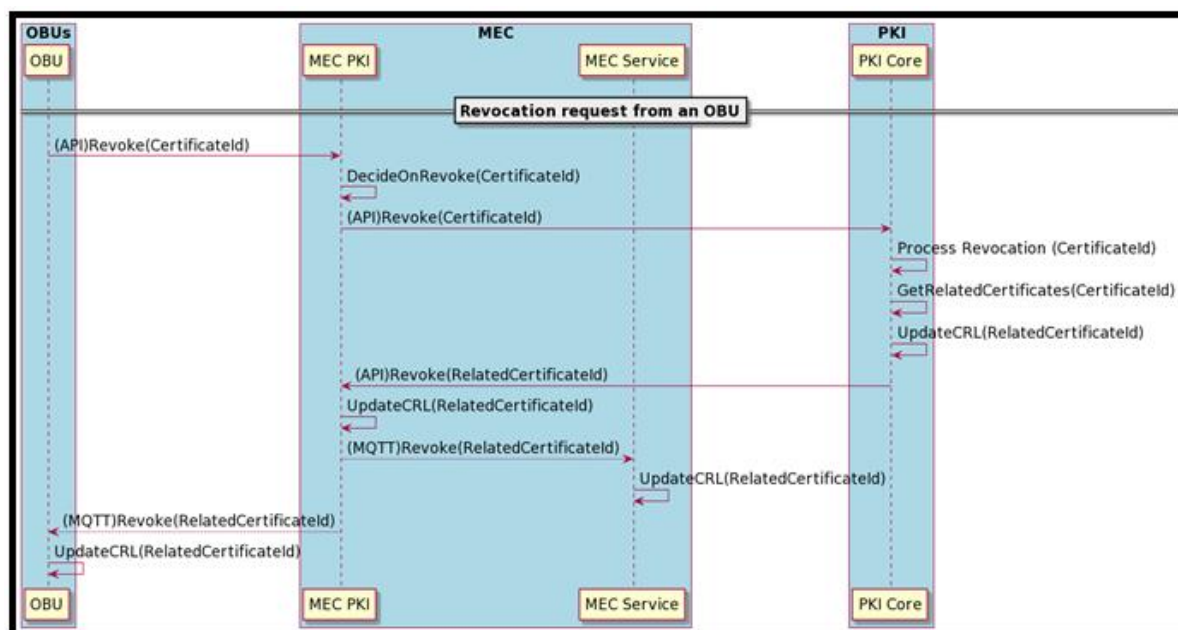 OBUs
MEC
PKI
OBU
MEC PKI
MEC Service
PKI Core
Revocation request from an OBU
(API)Revoke(CertificateId)
DecideOnRevoke(CertificateId)
(API)Revoke(CertificateId)
Process Revocation (CertificateId)
GetRelatedCertificates(CertificateId)
UpdateCRL(RelatedCertificateId)
(API)Revoke(RelatedCertificateId)
UpdateCRL(RelatedCertificateId)
(MQTT)Revoke(RelatedCertificateId)
UpdateCRL(RelatedCertificateId)
(MQTT)Revoke(RelatedCertificateId)
UpdateCRL(RelatedCertificateId)
OBU
MEC PKI
MEC Service
PKI Core